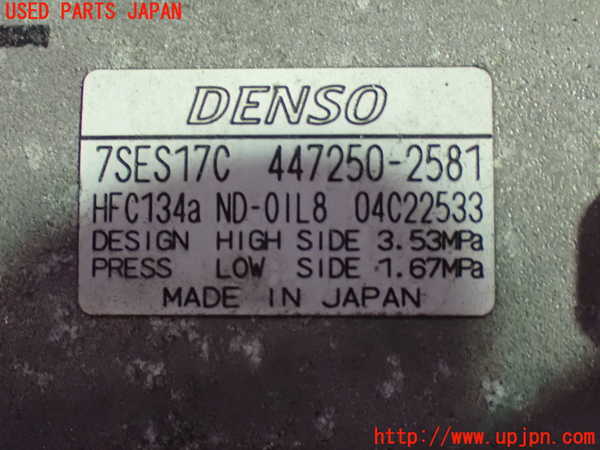 USED PARTS JAPAN
DENSO
7SES17C 447250-2581
HFC134a ND-OIL8 04C22533
DESIGN HIGH SIDE 3.53MPa
PRESS LOW SIDE 1.67MPa
MADE IN JAPAN
http://www.upjpn.com/